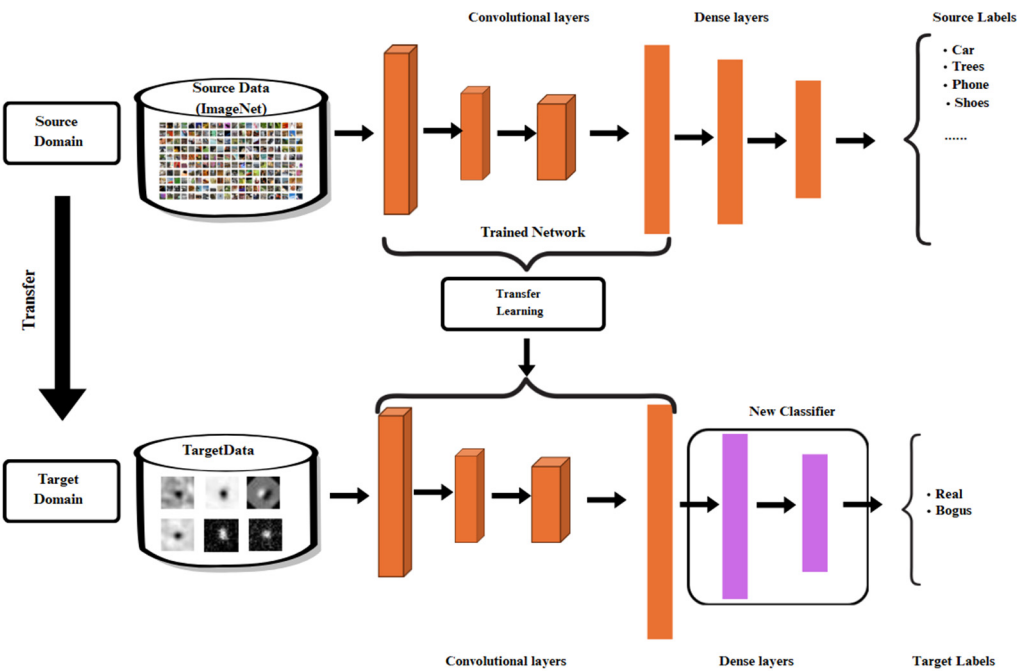 Convolutional layers
Dense layers
Source Labels
Source Data
(ImageNet)
Source
Domain
• Car
• Trees
• Phone
• Shoes
......
Trained Network
Transfer
Learning
Transfer
New Classifier
TargetData
Target
Domain
• Real
• Bogus
Convolutional layers
Dense layers
Target Labels